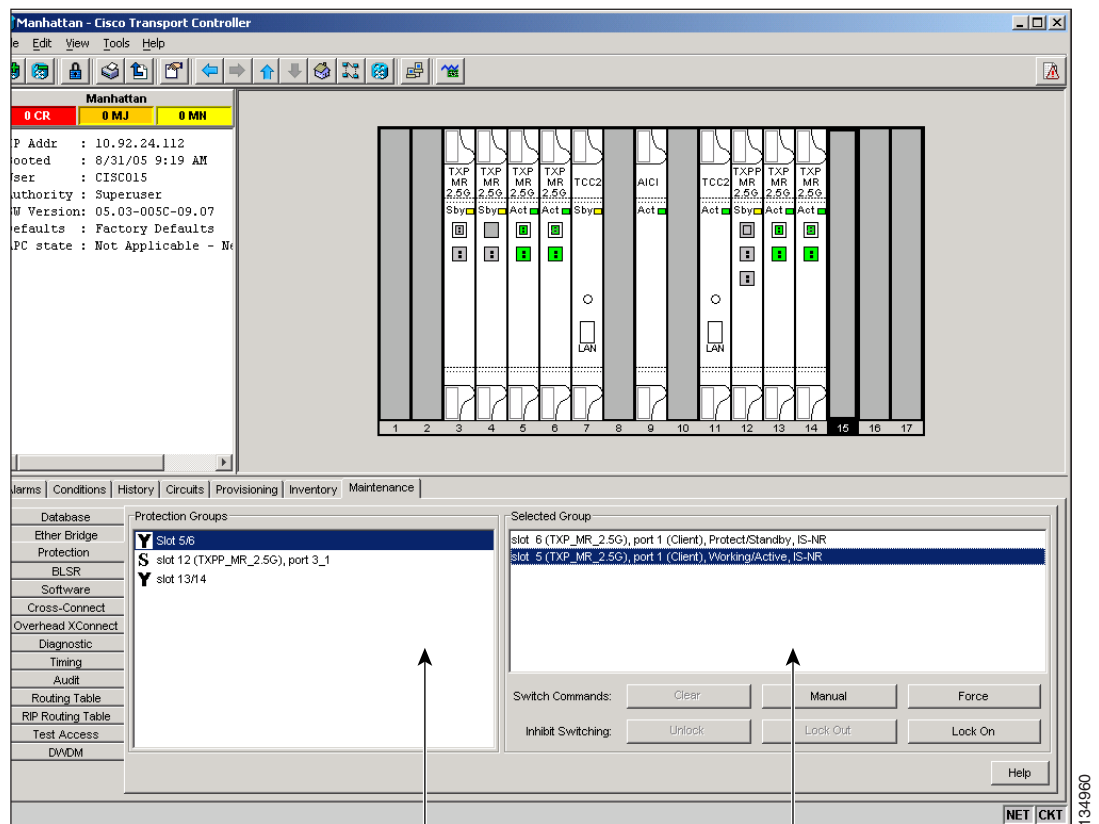 Manhattan - Cisco Transport Controller
le Edit View Tools Help
Manhattan
0 CR 0 MJ 0 MN
IP Addr : 10.92.24.112
ooted : 8/31/05 9:19 AM
ser : CISCO15
uthority : Superuser
SW Version: 05.03-005C-09.07
efaults : Factory Defaults
APC state : Not Applicable - Ne
TXP MR 2.5G
TXP MR 2.5G
TXP MR 2.5G
TXP MR 2.5G
TCC2
AICI
TCC2
TXPP MR 2.5G
TXP MR 2.5G
TXP MR 2.5G
Sby Sby Act Act Sby Act Act Sby Act Act
LAN LAN
1 2 3 4 5 6 7 8 9 10 11 12 13 14 15 16 17
larms Conditions History Circuits Provisioning Inventory Maintenance
Database
Ether Bridge
Protection
BLSR
Software
Cross-Connect
Overhead XConnect
Diagnostic
Timing
Audit
Routing Table
RIP Routing Table
Test Access
DWDM
Protection Groups
Y Slot 5/6
S slot 12 (TXPP_MR_2.5G), port 3_1
Y slot 13/14
Selected Group
slot 6 (TXP_MR_2.5G), port 1 (Client), Protect/Standby, IS-NR
slot 5 (TXP_MR_2.5G), port 1 (Client), Working/Active, IS-NR
Switch Commands: Clear Manual Force
Inhibit Switching: Unlock Lock Out Lock On
Help
NET CKT
134960